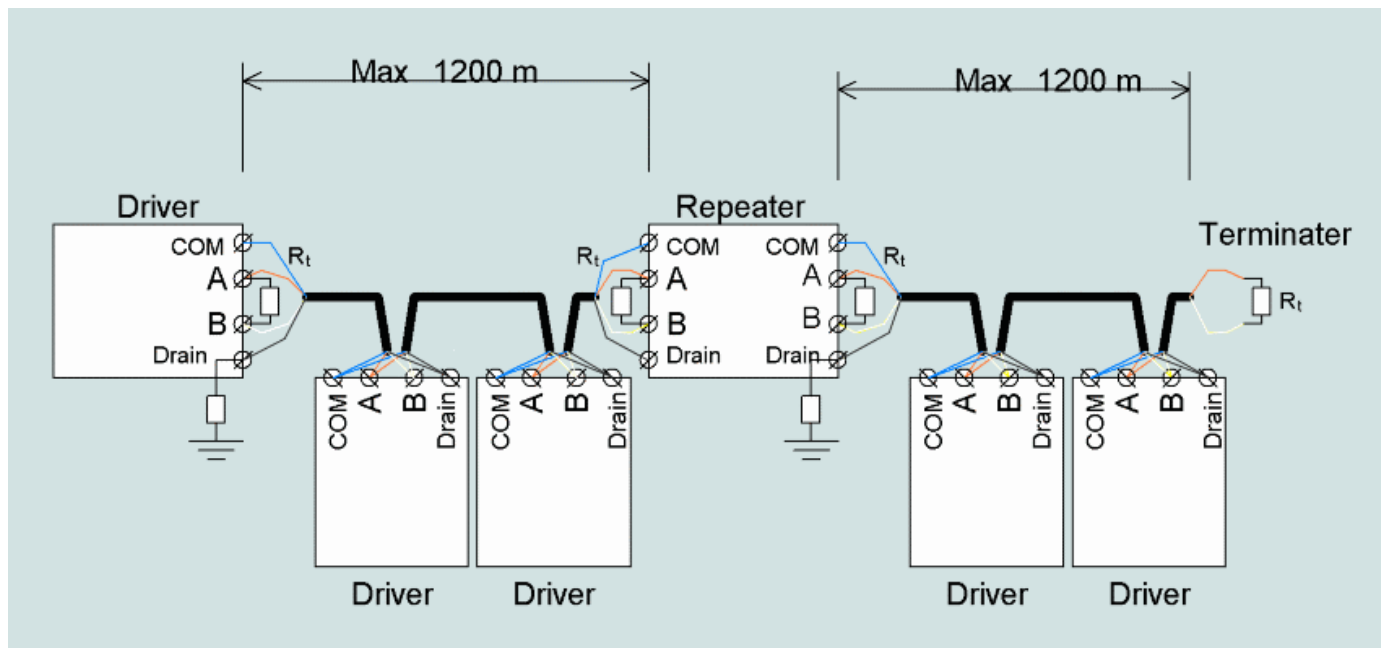 Max 1200 m
Max 1200 m
Driver
Repeater
Terminater
COM
A
B
Drain
Rt
Rt
COM
A
B
Drain
COM
A
B
Drain
Rt
Rt
COM
A
B
Drain
COM
A
B
Drain
COM
A
B
Drain
COM
A
B
Drain
Driver
Driver
Driver
Driver